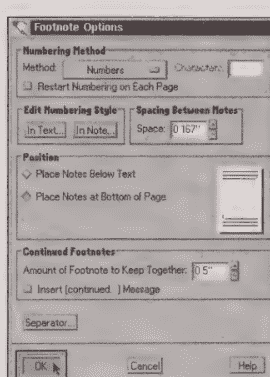 Footnote Options
Numbering Method
Method: Numbers Characters:
Restart Numbering on Each Page
Edit Numbering Style Spacing Between Notes
In Text... In Note... Space: 0.167"
Position
Place Notes Below Text
Place Notes at Bottom of Page
Continued Footnotes
Amount of Footnote to Keep Together: 0.5"
Insert (continued...) Message
Separator...
OK Cancel Help